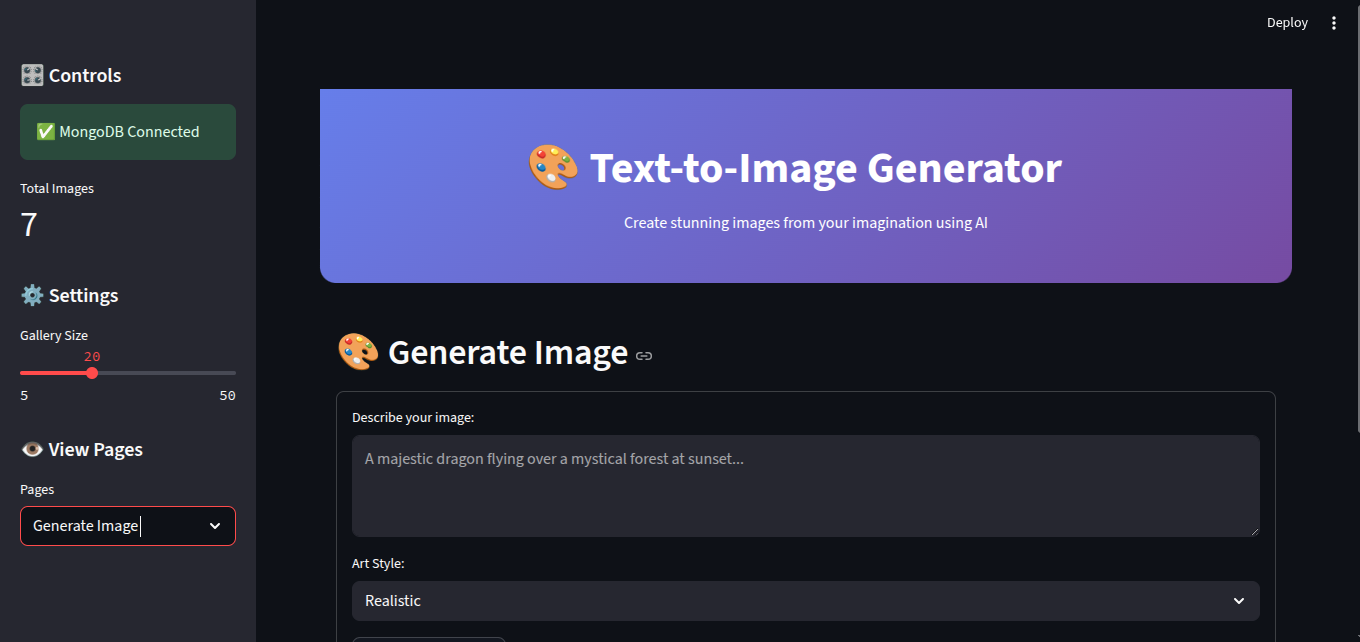 Deploy
🎛️ Controls
✅ MongoDB Connected
Total Images
7
⚙️ Settings
Gallery Size
20
5 50
👁️ View Pages
Pages
Generate Image
🎨 Text-to-Image Generator
Create stunning images from your imagination using AI
🎨 Generate Image
Describe your image:
A majestic dragon flying over a mystical forest at sunset...
Art Style:
Realistic